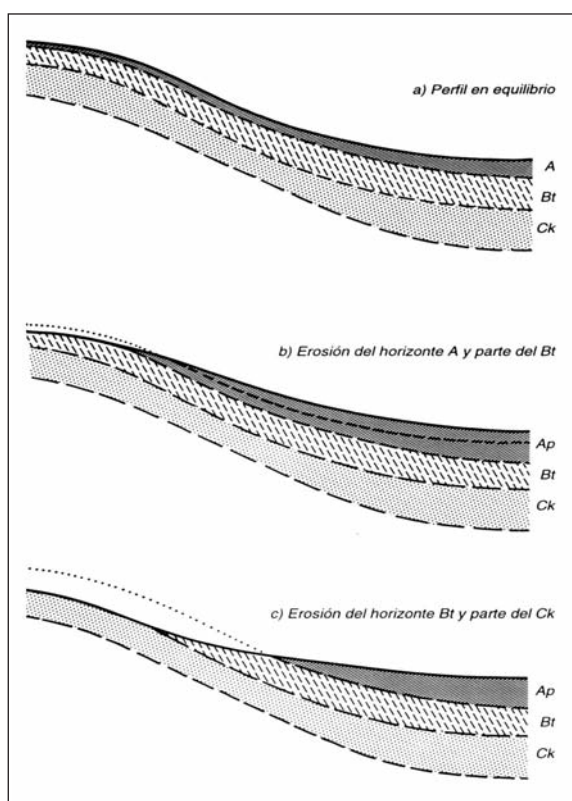 a) Perfil en equilibrio
A
Bt
Ck
b) Erosión del horizonte A y parte del Bt
Ap
Bt
Ck
c) Erosión del horizonte Bt y parte del Ck
Ap
Bt
Ck